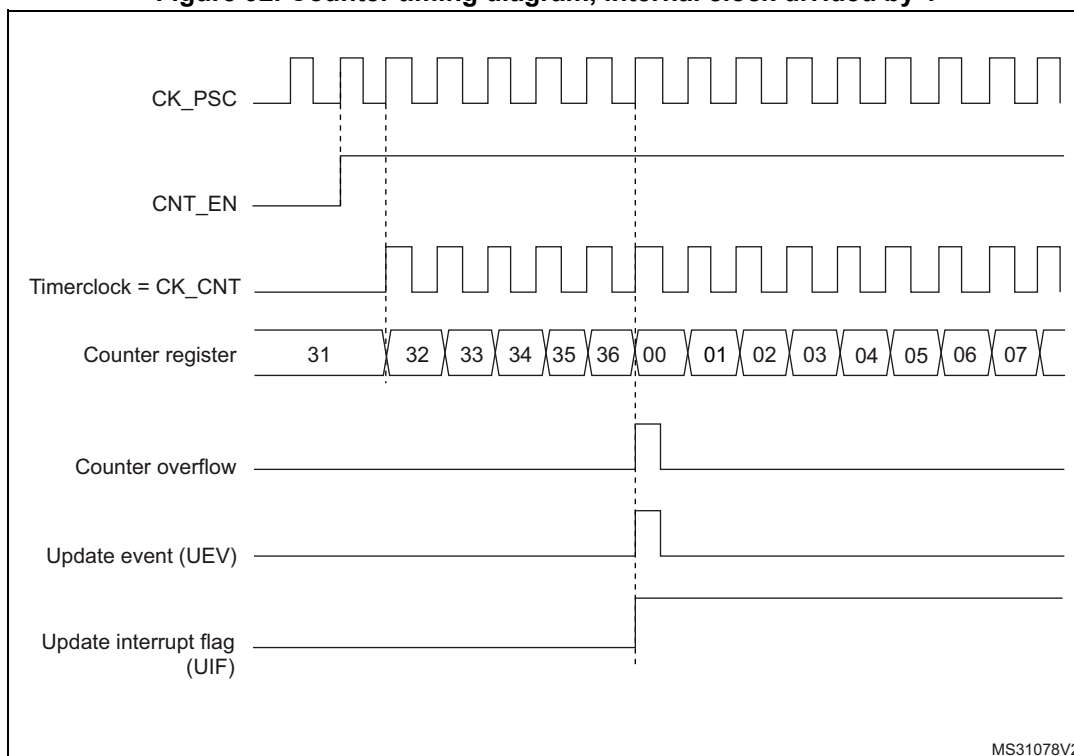 CK_PSC
CNT_EN
Timerclock = CK_CNT
Counter register 31 32 33 34 35 36 00 01 02 03 04 05 06 07
Counter overflow
Update event (UEV)
Update interrupt flag
(UIF)
MS31078V2